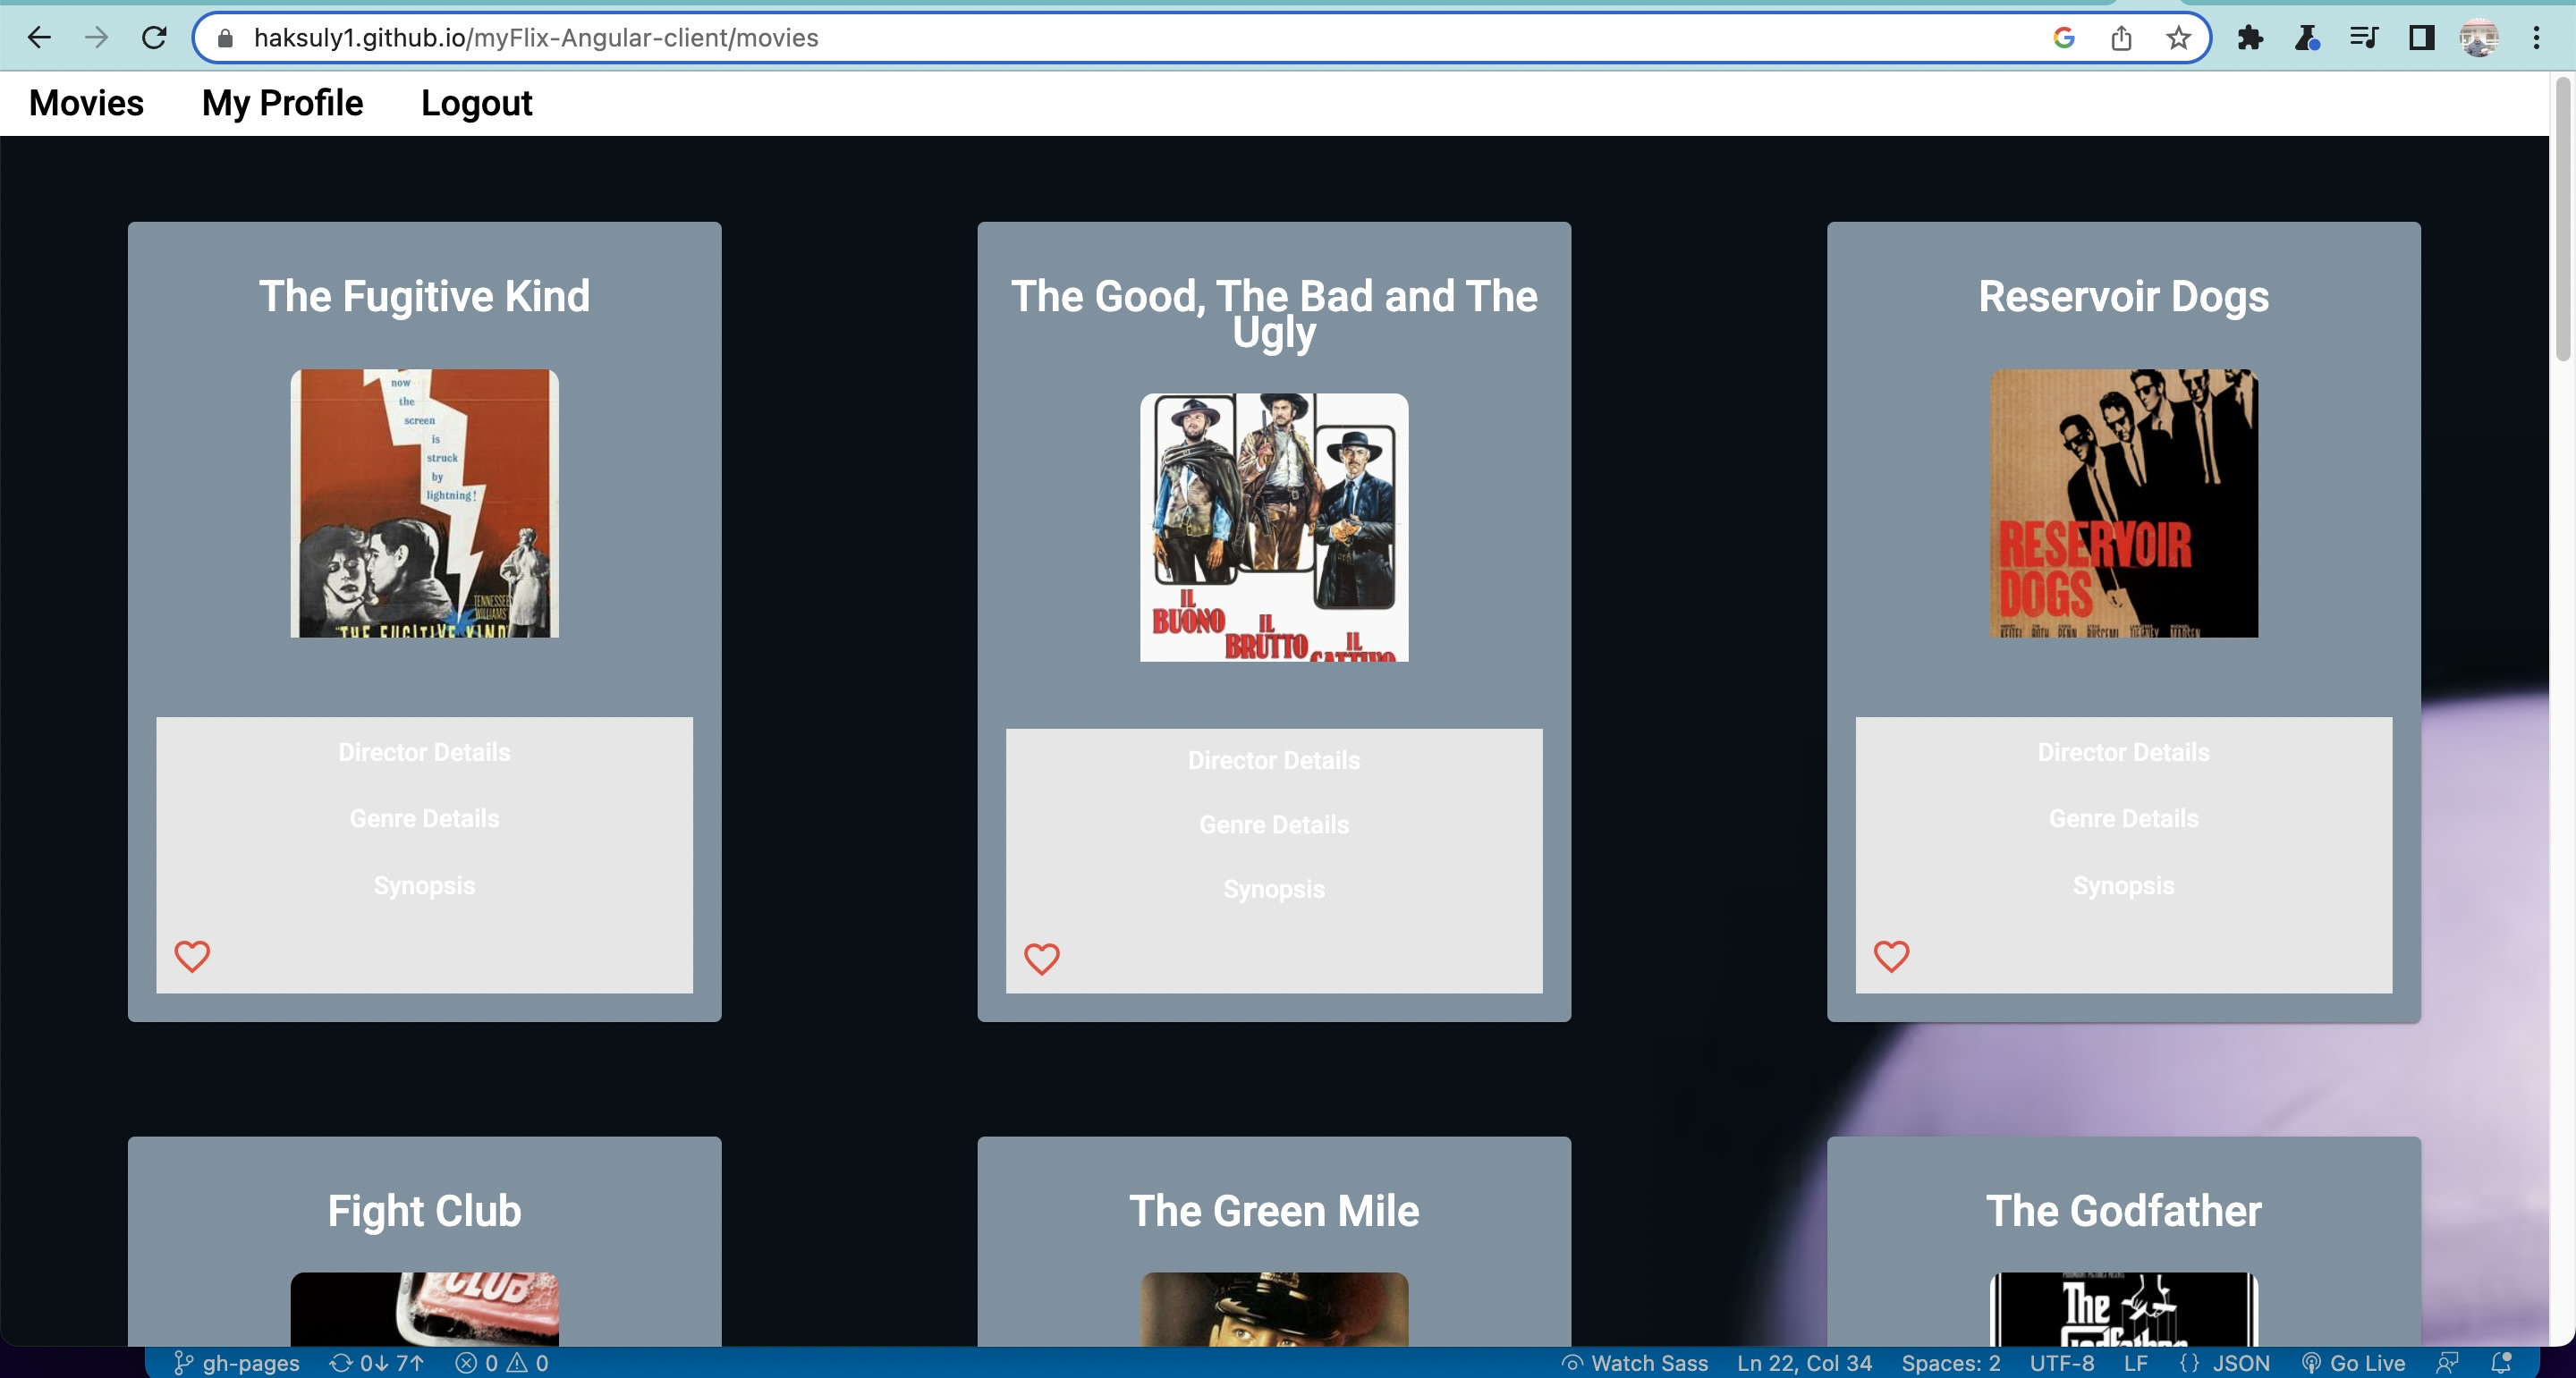 haksuly1.github.io/myFlix-Angular-client/movies
Movies My Profile Logout
The Fugitive Kind
now
the
screen
is
struck
by
lightning!
TENNESSEE
WILLIAMS'
"THE FUGITIVE KIND"
Director Details
Genre Details
Synopsis
The Good, The Bad and The
Ugly
IL
BUONO
IL
BRUTTO
IL
CATTIVO
Director Details
Genre Details
Synopsis
Reservoir Dogs
RESERVOIR
DOGS
Director Details
Genre Details
Synopsis
Fight Club
CLUB
The Green Mile
The Godfather
The
Godfather
gh-pages 0↓ 7↑ 0 0 Watch Sass Ln 22, Col 34 Spaces: 2 UTF-8 LF {} JSON Go Live